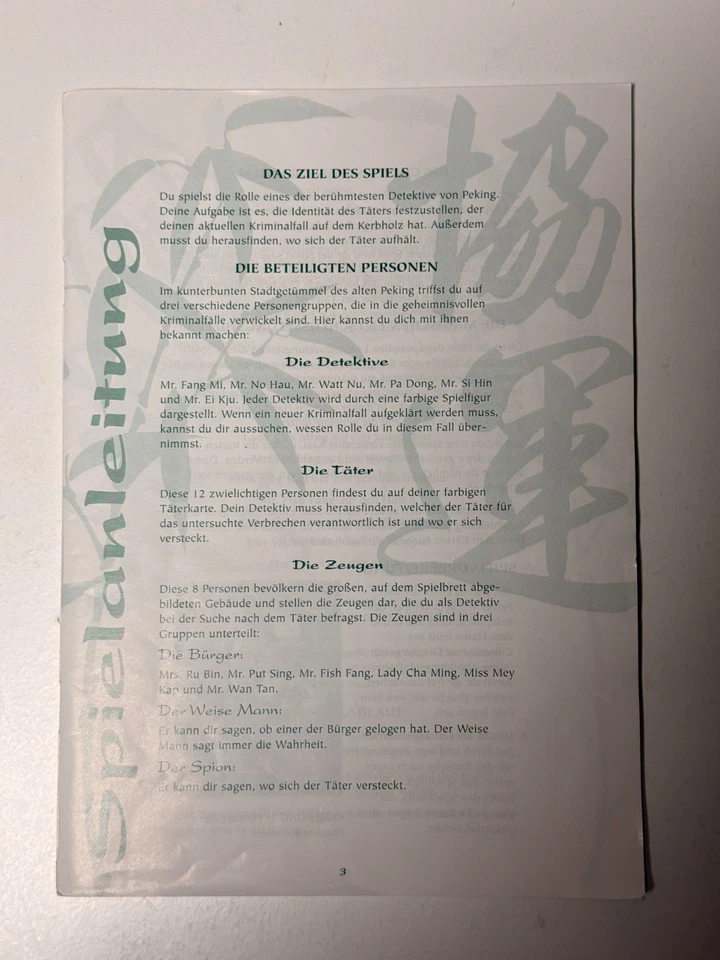 Spielanleitung
協
運
DAS ZIEL DES SPIELS
Du spielst die Rolle eines der berühmtesten Detektive von Peking.
Deine Aufgabe ist es, die Identität des Täters festzustellen, der
deinen aktuellen Kriminalfall auf dem Kerbholz hat. Außerdem
musst du herausfinden, wo sich der Täter aufhält.
DIE BETEILIGTEN PERSONEN
Im kunterbunten Stadtgetümmel des alten Peking triffst du auf
drei verschiedene Personengruppen, die in die geheimnisvollen
Kriminalfälle verwickelt sind. Hier kannst du dich mit ihnen
bekannt machen:
Die Detektive
Mr. Fang Mi, Mr. No Hau, Mr. Watt Nu, Mr. Pa Dong, Mr. Si Hin
und Mr. Ei Kju. Jeder Detektiv wird durch eine farbige Spielfigur
dargestellt. Wenn ein neuer Kriminalfall aufgeklärt werden muss,
kannst du dir aussuchen, wessen Rolle du in diesem Fall über-
nimmst.
Die Täter
Diese 12 zwielichtigen Personen findest du auf deiner farbigen
Täterkarte. Dein Detektiv muss herausfinden, welcher der Täter für
das untersuchte Verbrechen verantwortlich ist und wo er sich
versteckt.
Die Zeugen
Diese 8 Personen bevölkern die großen, auf dem Spielbrett abge-
bildeten Gebäude und stellen die Zeugen dar, die du als Detektiv
bei der Suche nach dem Täter befragst. Die Zeugen sind in drei
Gruppen unterteilt:
Die Bürger:
Mrs. Ru Bin, Mr. Put Sing, Mr. Fish Fang, Lady Cha Ming, Miss Mey
Kap und Mr. Wan Tan.
Der Weise Mann:
Er kann dir sagen, ob einer der Bürger gelogen hat. Der Weise
Mann sagt immer die Wahrheit.
Der Spion:
Er kann dir sagen, wo sich der Täter versteckt.
3